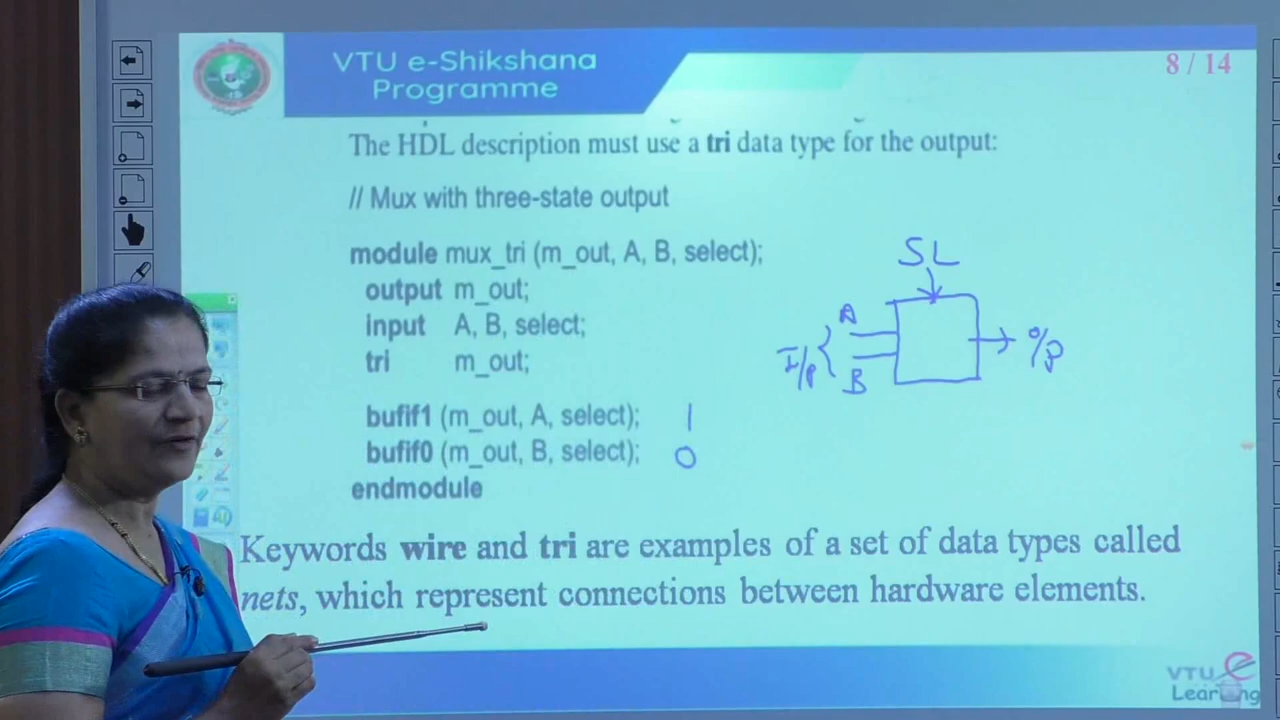 VTU e-Shikshana
Programme
8 / 14
The HDL description must use a tri data type for the output:
// Mux with three-state output
module mux_tri (m_out, A, B, select);
output m_out;
input A, B, select;
tri m_out;
bufif1 (m_out, A, select); 1
bufif0 (m_out, B, select); 0
endmodule
SL
A
I/P
B
O/P
Keywords wire and tri are examples of a set of data types called
nets, which represent connections between hardware elements.
VTU e
Learning